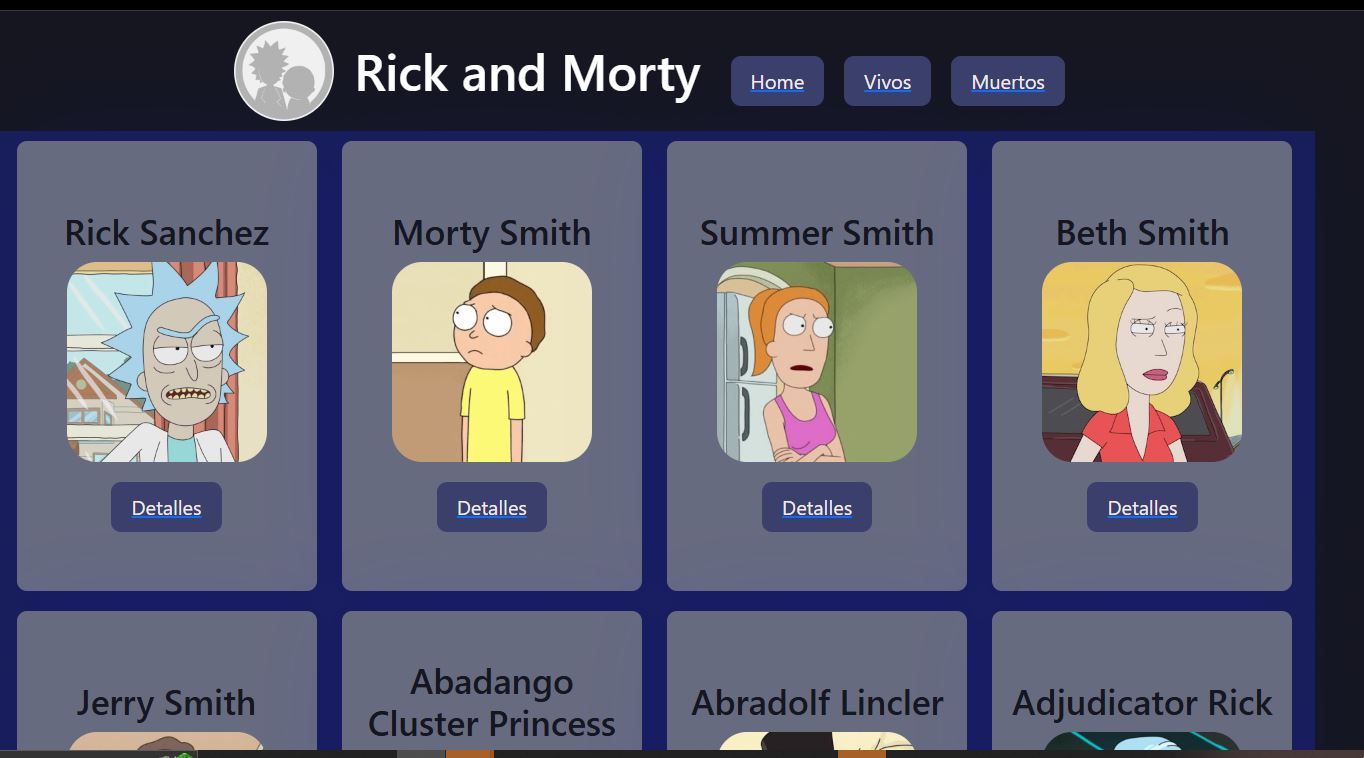 Rick and Morty
Home
Vivos
Muertos
Rick Sanchez
Morty Smith
Summer Smith
Beth Smith
Detalles
Detalles
Detalles
Detalles
Jerry Smith
Abadango
Cluster Princess
Abradolf Lincler
Adjudicator Rick